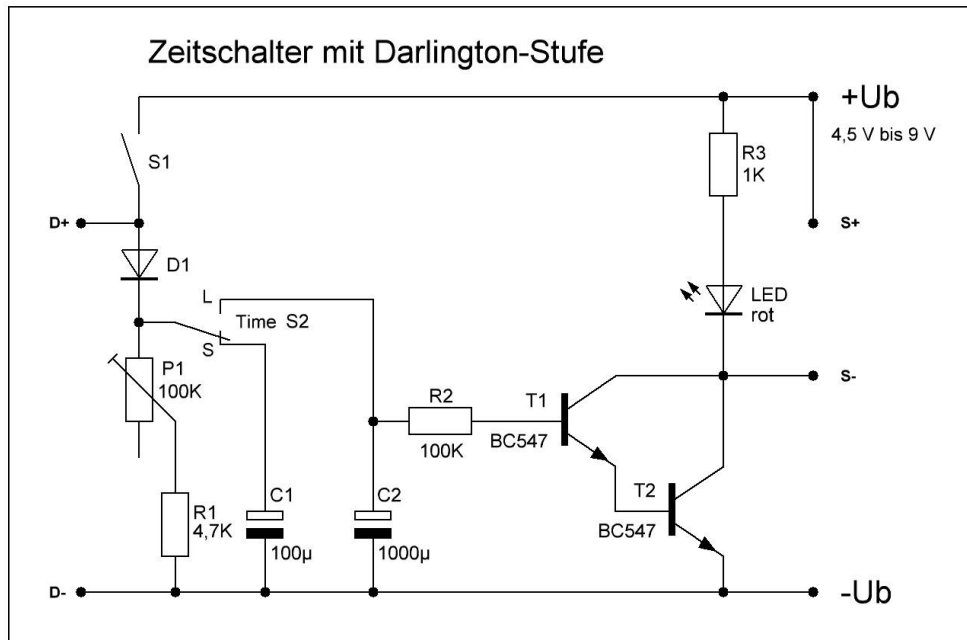 Zeitschalter mit Darlington-Stufe
+Ub
4,5 V bis 9 V
S1
R3
1K
D+
S+
D1
LED
rot
L
Time S2
S
P1
100K
S-
R2
100K
T1
BC547
T2
BC547
R1
4,7K
C1
100µ
C2
1000µ
D-
-Ub